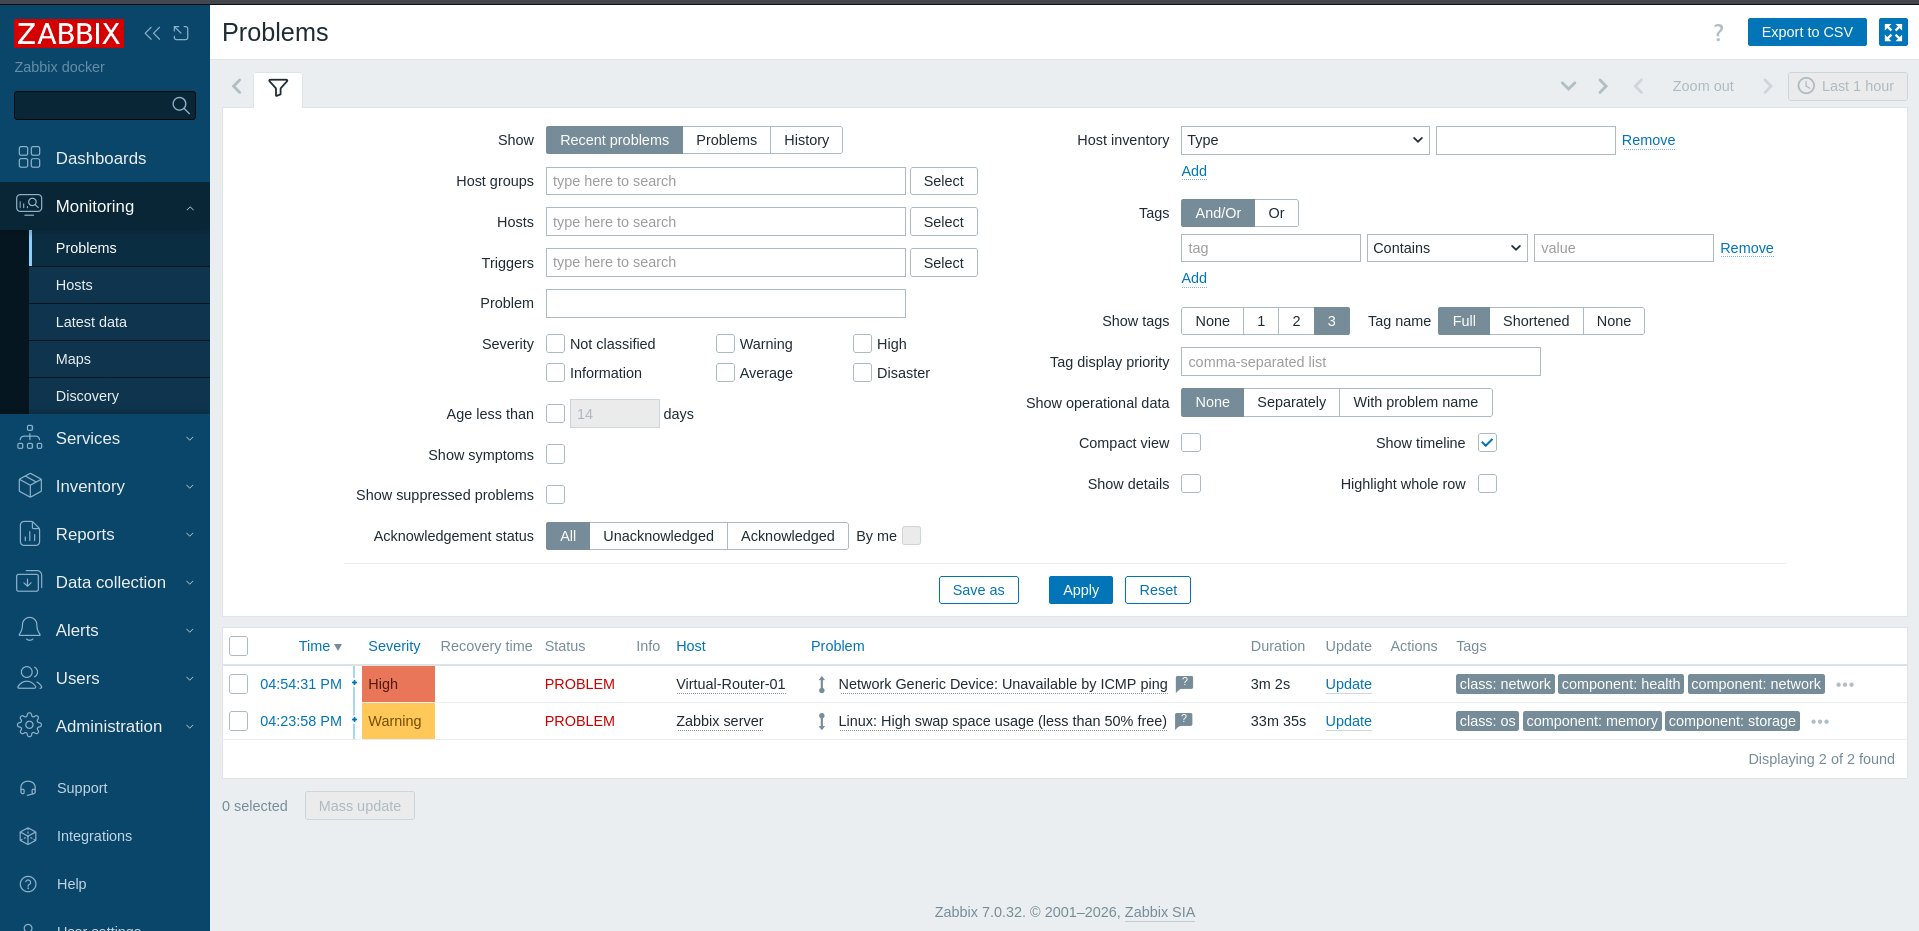 ZABBIX
Zabbix docker
Dashboards
Monitoring
Problems
Hosts
Latest data
Maps
Discovery
Services
Inventory
Reports
Data collection
Alerts
Users
Administration
Support
Integrations
Help
User settings
Problems
? Export to CSV
Zoom out Last 1 hour
Show Recent problems Problems History
Host groups type here to search Select
Hosts type here to search Select
Triggers type here to search Select
Problem
Severity Not classified Warning High
Information Average Disaster
Age less than 14 days
Show symptoms
Show suppressed problems
Acknowledgement status All Unacknowledged Acknowledged By me
Host inventory Type Remove
Add
Tags And/Or Or
tag Contains value Remove
Add
Show tags None 1 2 3 Tag name Full Shortened None
Tag display priority comma-separated list
Show operational data None Separately With problem name
Compact view Show timeline
Show details Highlight whole row
Save as Apply Reset
Time Severity Recovery time Status Info Host Problem Duration Update Actions Tags
04:54:31 PM High PROBLEM Virtual-Router-01 Network Generic Device: Unavailable by ICMP ping ? 3m 2s Update class: network component: health component: network
04:23:58 PM Warning PROBLEM Zabbix server Linux: High swap space usage (less than 50% free) ? 33m 35s Update class: os component: memory component: storage
Displaying 2 of 2 found
0 selected Mass update
Zabbix 7.0.32. © 2001–2026, Zabbix SIA